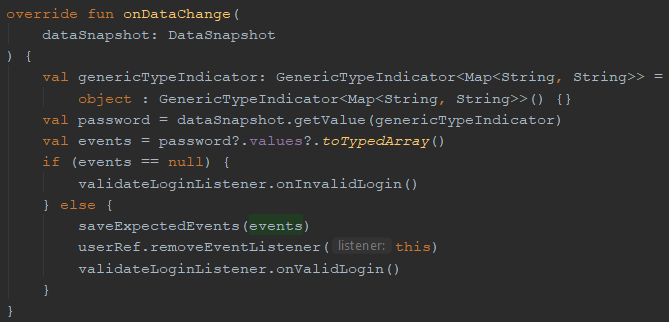 override fun onDataChange(
    dataSnapshot: DataSnapshot
) {
    val genericTypeIndicator: GenericTypeIndicator<Map<String, String>> =
        object : GenericTypeIndicator<Map<String, String>>() {}
    val password = dataSnapshot.getValue(genericTypeIndicator)
    val events = password?.values?.toTypedArray()
    if (events == null) {
        validateLoginListener.onInvalidLogin()
    } else {
        saveExpectedEvents(events)
        userRef.removeEventListener( listener: this)
        validateLoginListener.onValidLogin()
    }
}